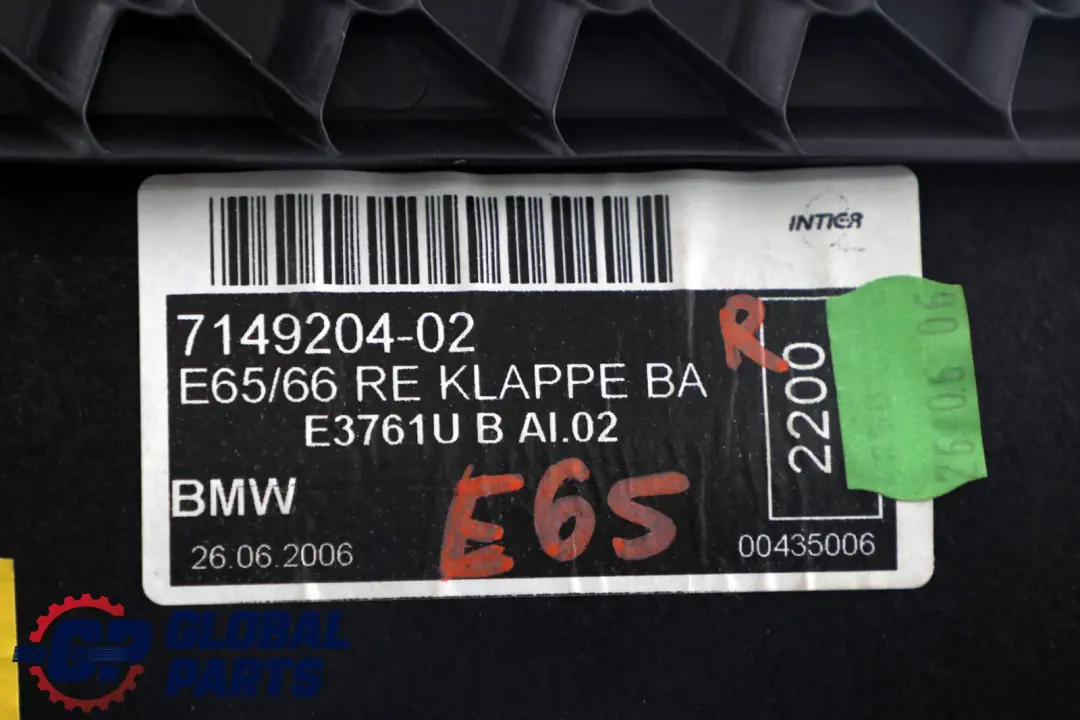 INTIER
7149204-02
R
E65/66 RE KLAPPE BA
E3761U B AI.02
2200
26.06.06
BMW
E65
26.06.2006
00435006
GP GLOBAL
PARTS